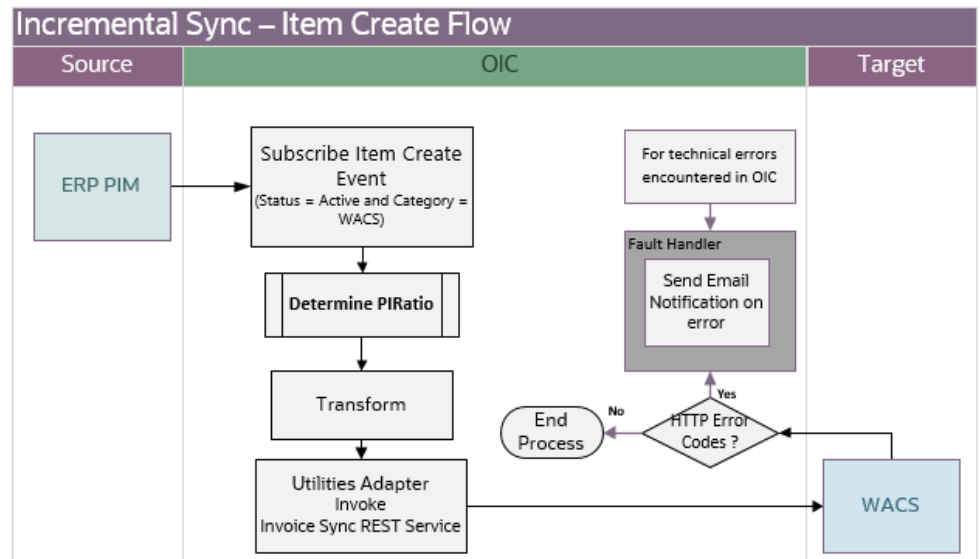 Incremental Sync – Item Create Flow
Source
OIC
Target
ERP PIM
Subscribe Item Create
Event
(Status = Active and Category =
WACS)
Determine PIRatio
Transform
Utilities Adapter
Invoke
Invoice Sync REST Service
For technical errors
encountered in OIC
Fault Handler
Send Email
Notification on
error
Yes
HTTP Error
Codes ?
No
End
Process
WACS